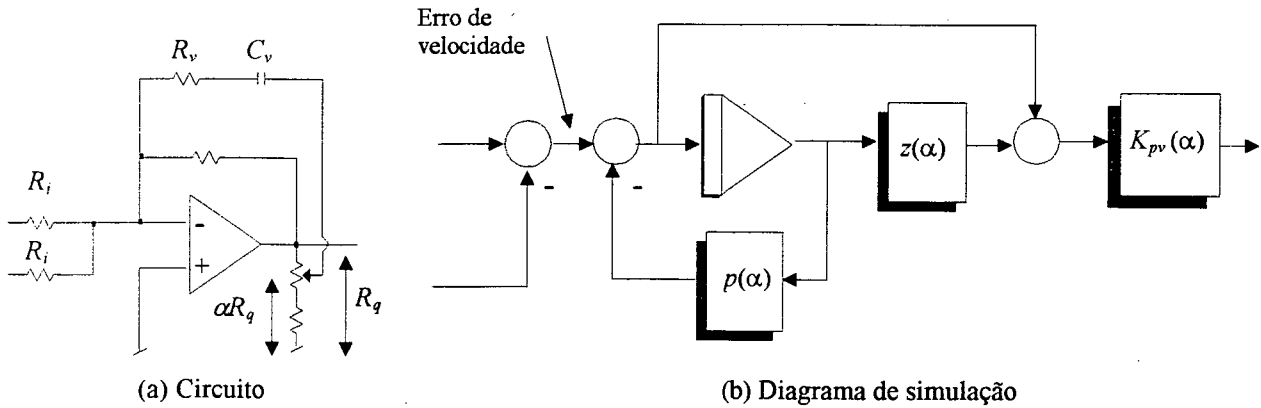 Erro de
velocidade
R_v C_v
R_i
R_i
-
+
αR_q
R_q
-
-
z(α)
K_pv(α)
p(α)
(a) Circuito
(b) Diagrama de simulação